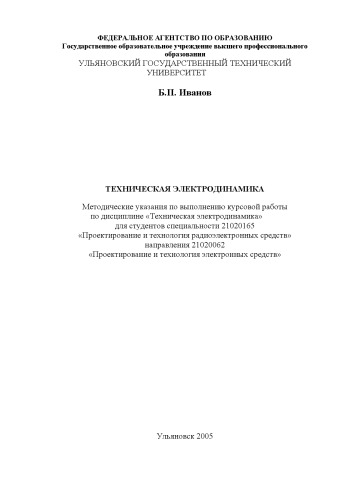 ФЕДЕРАЛЬНОЕ АГЕНТСТВО ПО ОБРАЗОВАНИЮ
Государственное образовательное учреждение высшего профессионального
образования
УЛЬЯНОВСКИЙ ГОСУДАРСТВЕННЫЙ ТЕХНИЧЕСКИЙ
УНИВЕРСИТЕТ
Б.П. Иванов
ТЕХНИЧЕСКАЯ ЭЛЕКТРОДИНАМИКА
Методические указания по выполнению курсовой работы
по дисциплине «Техническая электродинамика»
для студентов специальности 21020165
«Проектирование и технология радиоэлектронных средств»
направления 21020062
«Проектирование и технология электронных средств»
Ульяновск 2005